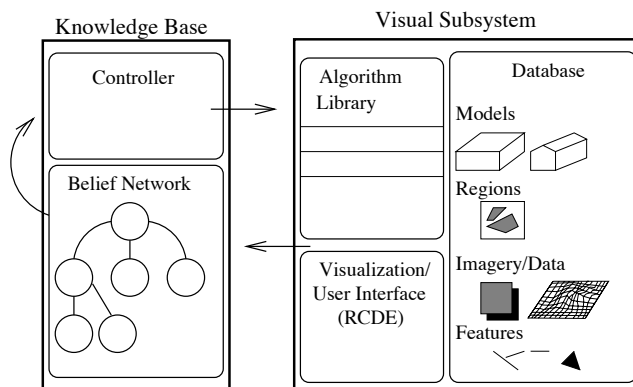 Knowledge Base
Visual Subsystem
Controller
Belief Network
Algorithm
Library
Visualization/
User Interface
(RCDE)
Database
Models
Regions
Imagery/Data
Features